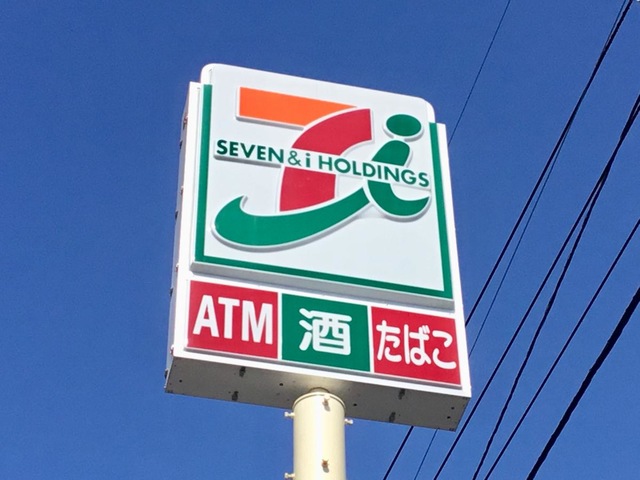 SEVEN & i HOLDINGS
ATM 酒 たばこ